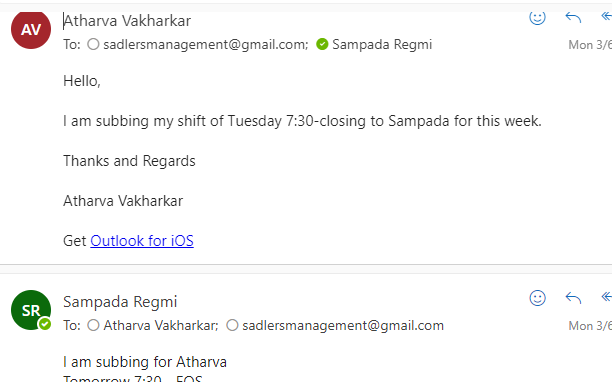 Atharva Vakharkar
AV
To: sadlersmanagement@gmail.com; Sampada Regmi
Mon 3/6
Hello,
I am subbing my shift of Tuesday 7:30-closing to Sampada for this week.
Thanks and Regards
Atharva Vakharkar
Get Outlook for iOS
SR
Sampada Regmi
To: Atharva Vakharkar; sadlersmanagement@gmail.com
Mon 3/6
I am subbing for Atharva
Tomorrow 7:30 - EOS